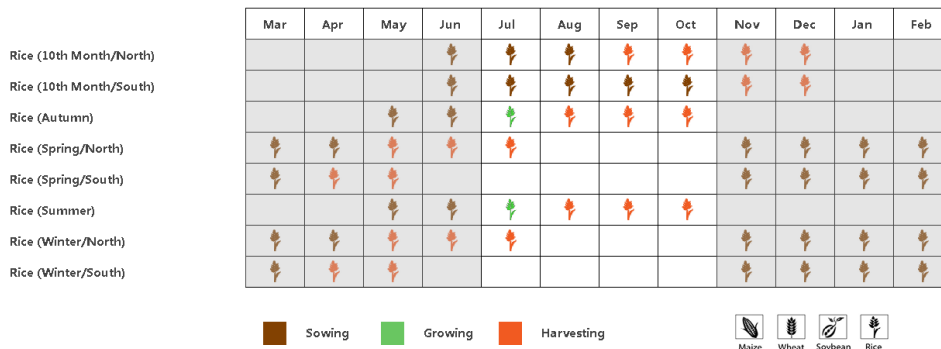 Mar Apr May Jun Jul Aug Sep Oct Nov Dec Jan Feb
Rice (10th Month/North)
Rice (10th Month/South)
Rice (Autumn)
Rice (Spring/North)
Rice (Spring/South)
Rice (Summer)
Rice (Winter/North)
Rice (Winter/South)
Sowing Growing Harvesting
Maize Wheat Soybean Rice